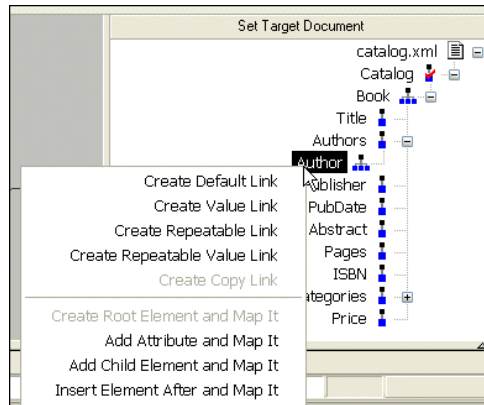 Set Target Document
catalog.xml
Catalog
Book
Title
Authors
Author
Publisher
PubDate
Abstract
Pages
ISBN
ategories
Price
Create Default Link
Create Value Link
Create Repeatable Link
Create Repeatable Value Link
Create Copy Link
Create Root Element and Map It
Add Attribute and Map It
Add Child Element and Map It
Insert Element After and Map It